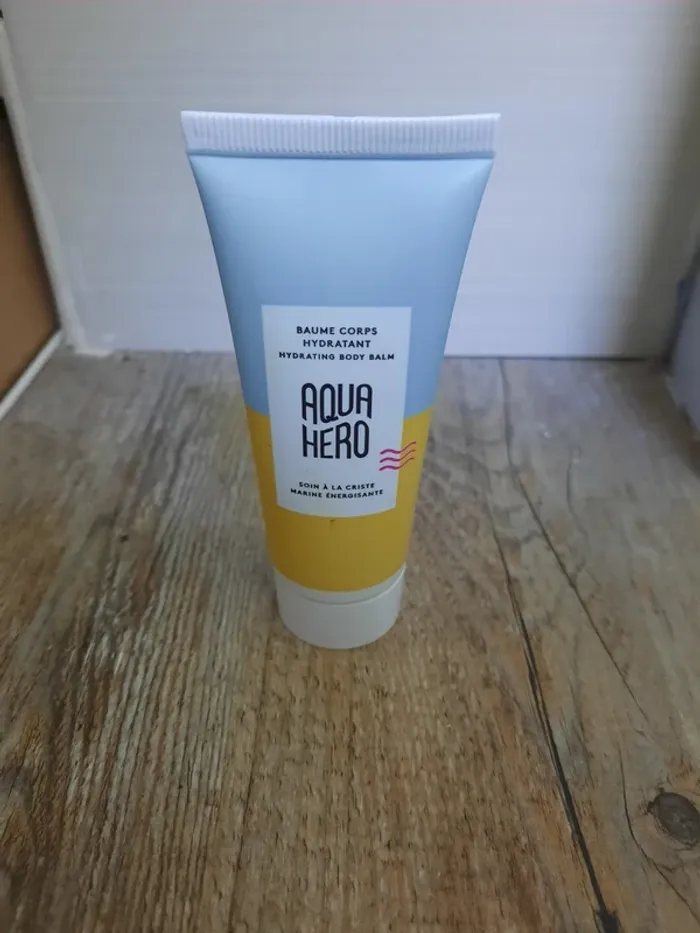 BAUME CORPS
HYDRATANT
HYDRATING BODY BALM
AQUA
HERO
SOIN À LA CRISTE
MARINE ÉNERGISANTE